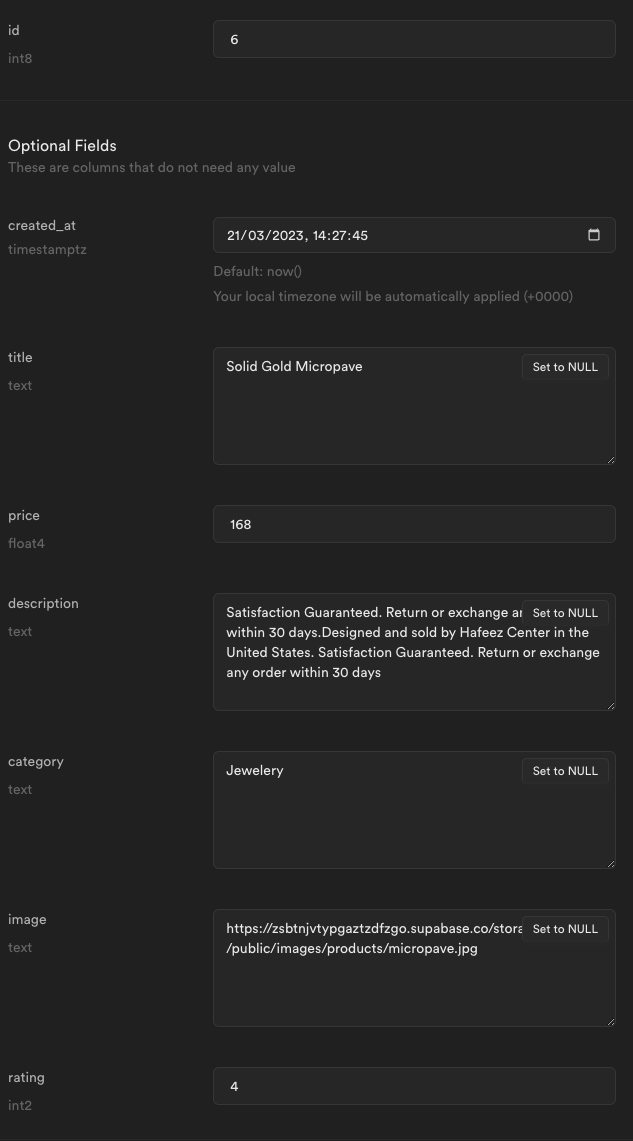 id
int8
6
Optional Fields
These are columns that do not need any value
created_at
timestamptz
21/03/2023, 14:27:45
Default: now()
Your local timezone will be automatically applied (+0000)
title
text
Solid Gold Micropave
Set to NULL
price
float4
168
description
text
Satisfaction Guaranteed. Return or exchange
Set to NULL
within 30 days.Designed and sold by Hafeez Center in the
United States. Satisfaction Guaranteed. Return or exchange
any order within 30 days
category
text
Jewelery
Set to NULL
image
text
https://zsbtnjvtypgaztzdfzgo.supabase.co/stora
Set to NULL
/public/images/products/micropave.jpg
rating
int2
4